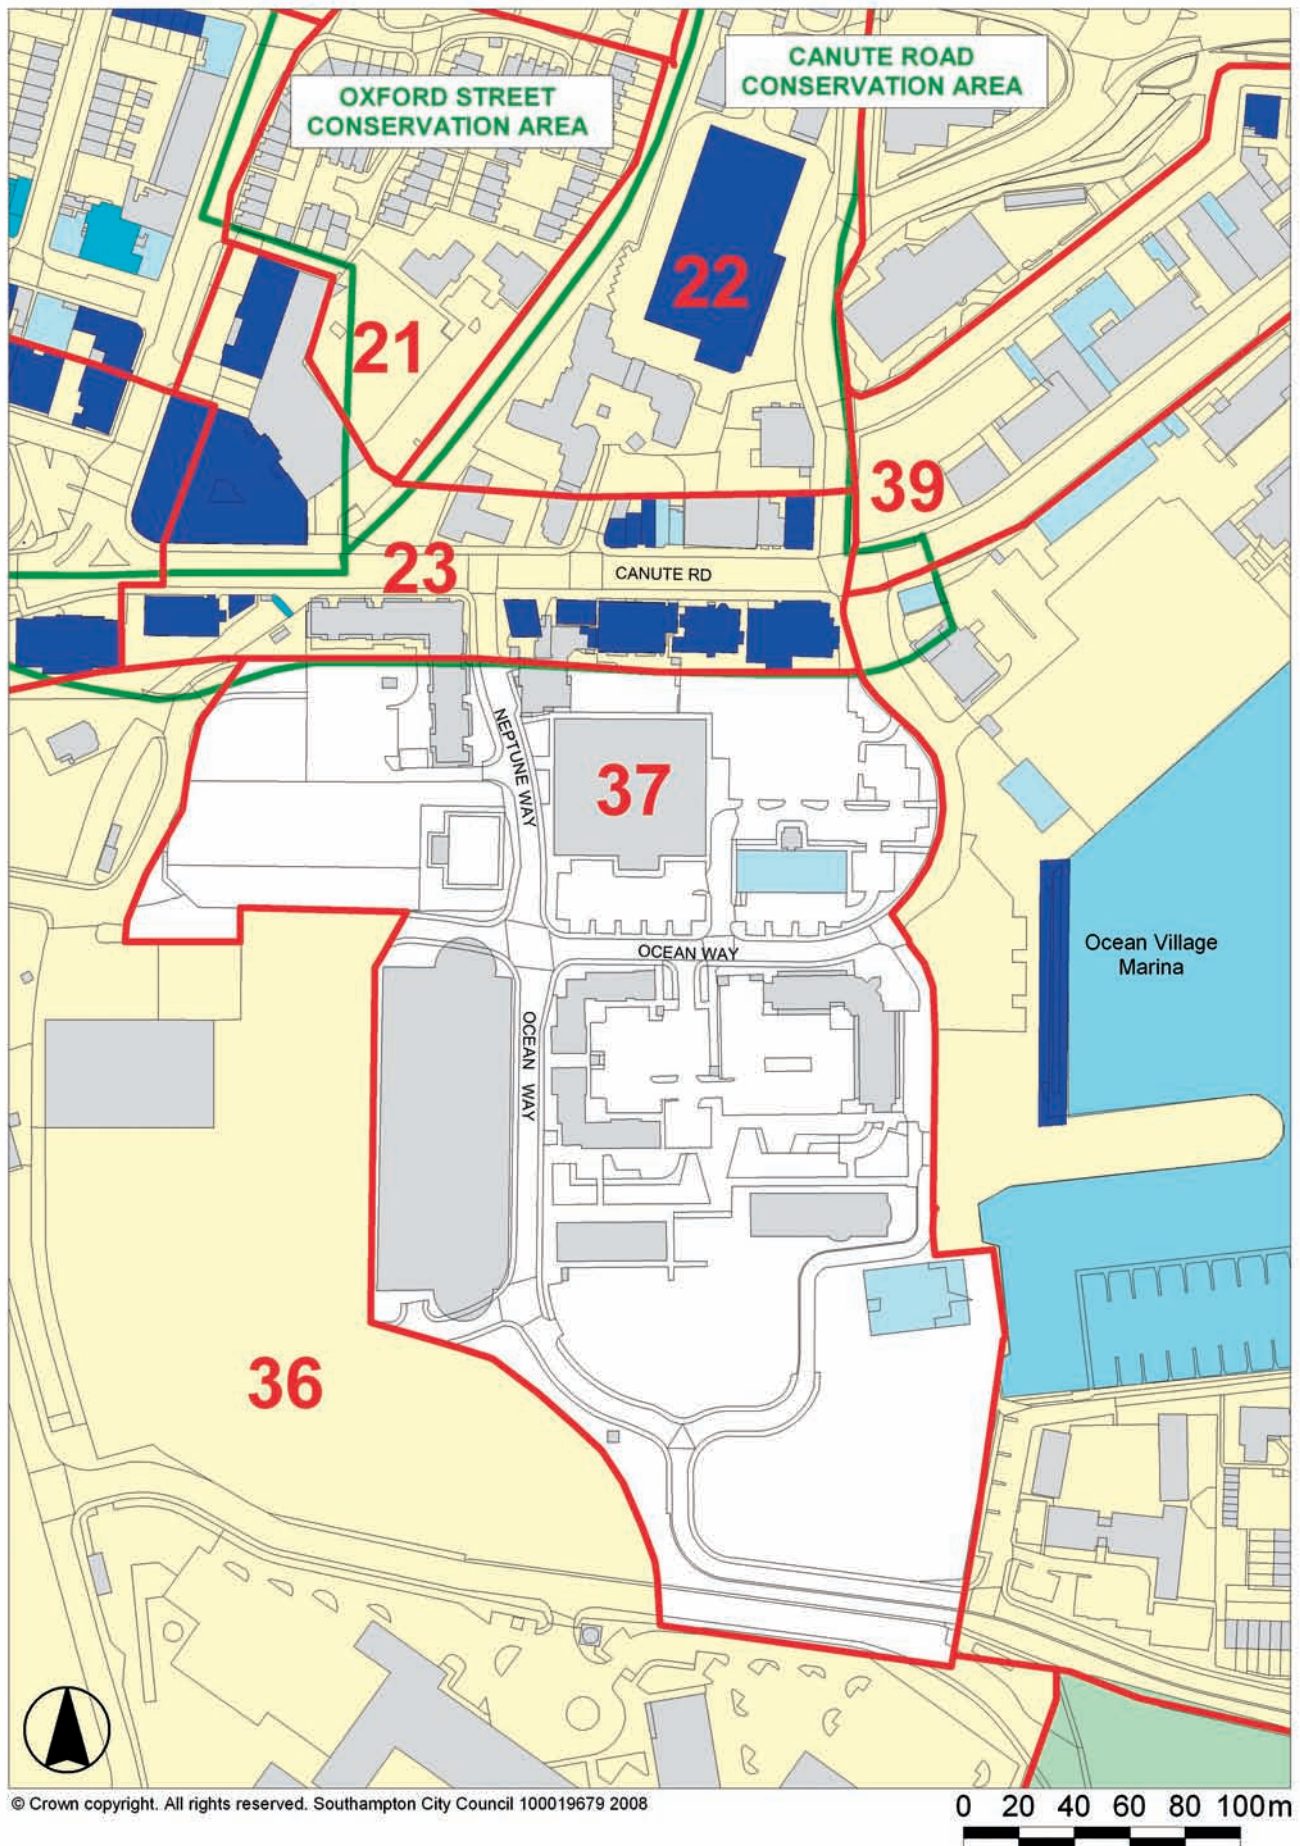 OXFORD STREET
CONSERVATION AREA
CANUTE ROAD
CONSERVATION AREA
22
21
39
23
CANUTE RD
NEPTUNE WAY
37
Ocean Village
Marina
OCEAN WAY
OCEAN WAY
36
© Crown copyright. All rights reserved. Southampton City Council 100019679 2008
0 20 40 60 80 100m